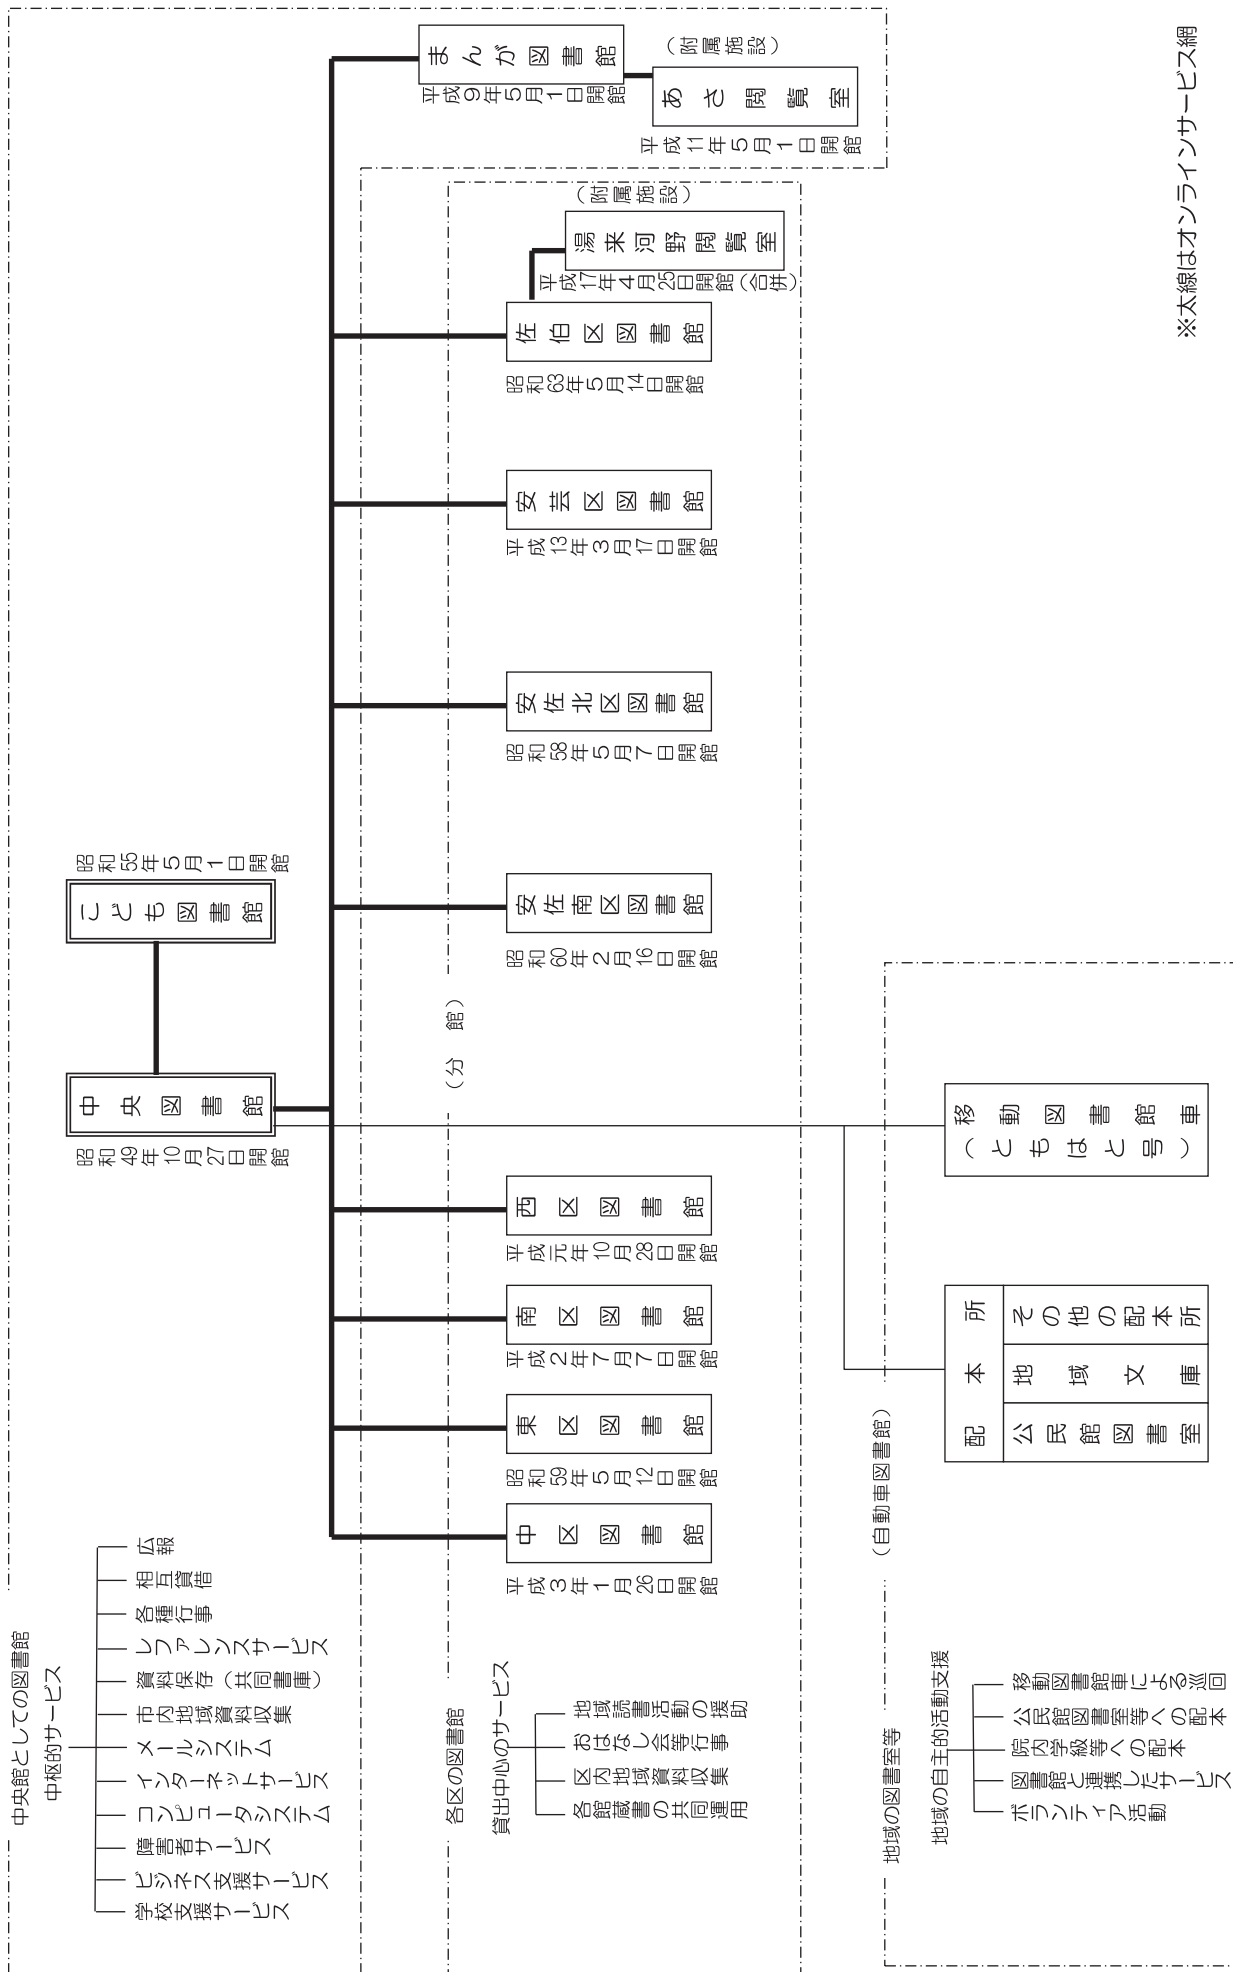 中央館としての図書館
中枢的サービス
広報
相互貸借
各種行事
レファレンスサービス
資料保存（共同書庫）
市内地域資料収集
メールシステム
インターネットサービス
コンピュータシステム
障害者サービス
ビジネス支援サービス
学校支援サービス
中央図書館
昭和49年10月27日開館
こども図書館
昭和55年5月1日開館
まんが図書館
平成9年5月1日開館
（附属施設）
あさ閲覧室
平成11年5月1日開館
各区の図書館
（分　館）
貸出中心のサービス
地域読書活動の援助
おはなし会等行事
区内地域資料収集
各館蔵書の共同運用
中区図書館
平成3年1月26日開館
東区図書館
昭和59年5月12日開館
南区図書館
平成2年7月7日開館
西区図書館
平成元年10月28日開館
安佐南区図書館
昭和60年2月16日開館
安佐北区図書館
昭和58年5月7日開館
安芸区図書館
平成13年3月17日開館
佐伯区図書館
昭和63年5月14日開館
（附属施設）
湯来河野閲覧室
平成17年4月25日開館（合併）
地域の図書室等
（自動車図書館）
地域の自主的活動支援
移動図書館車による巡回
公民館図書室等への配本
院内学級等への配本
図書館と連携したサービス
ボランティア活動
配本所
公民館図書室
地域文庫
その他の配本所
移動図書館車
（ともはと号）
※太線はオンラインサービス網